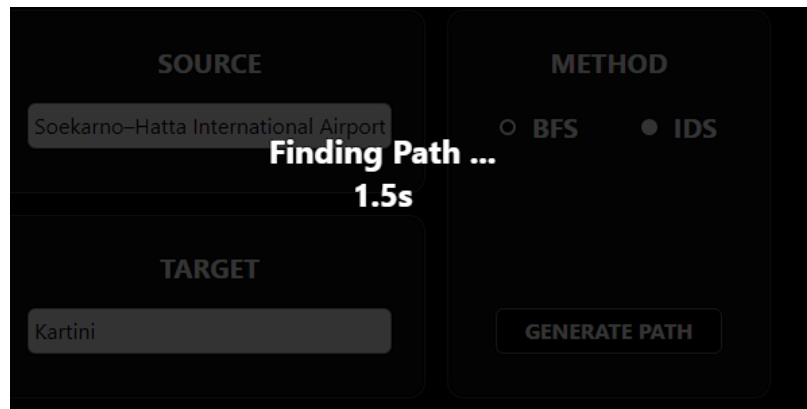 SOURCE
Soekarno–Hatta International Airport
METHOD
BFS
IDS
Finding Path ...
1.5s
TARGET
Kartini
GENERATE PATH